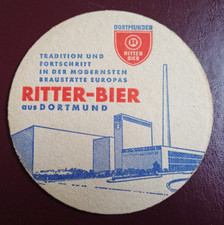 DORTMUNDER
RITTER
BIER
TRADITION UND
FORTSCHRITT
IN DER MODERNSTEN
BRAUSTÄTTE EUROPAS
RITTER-BIER
aus DORTMUND